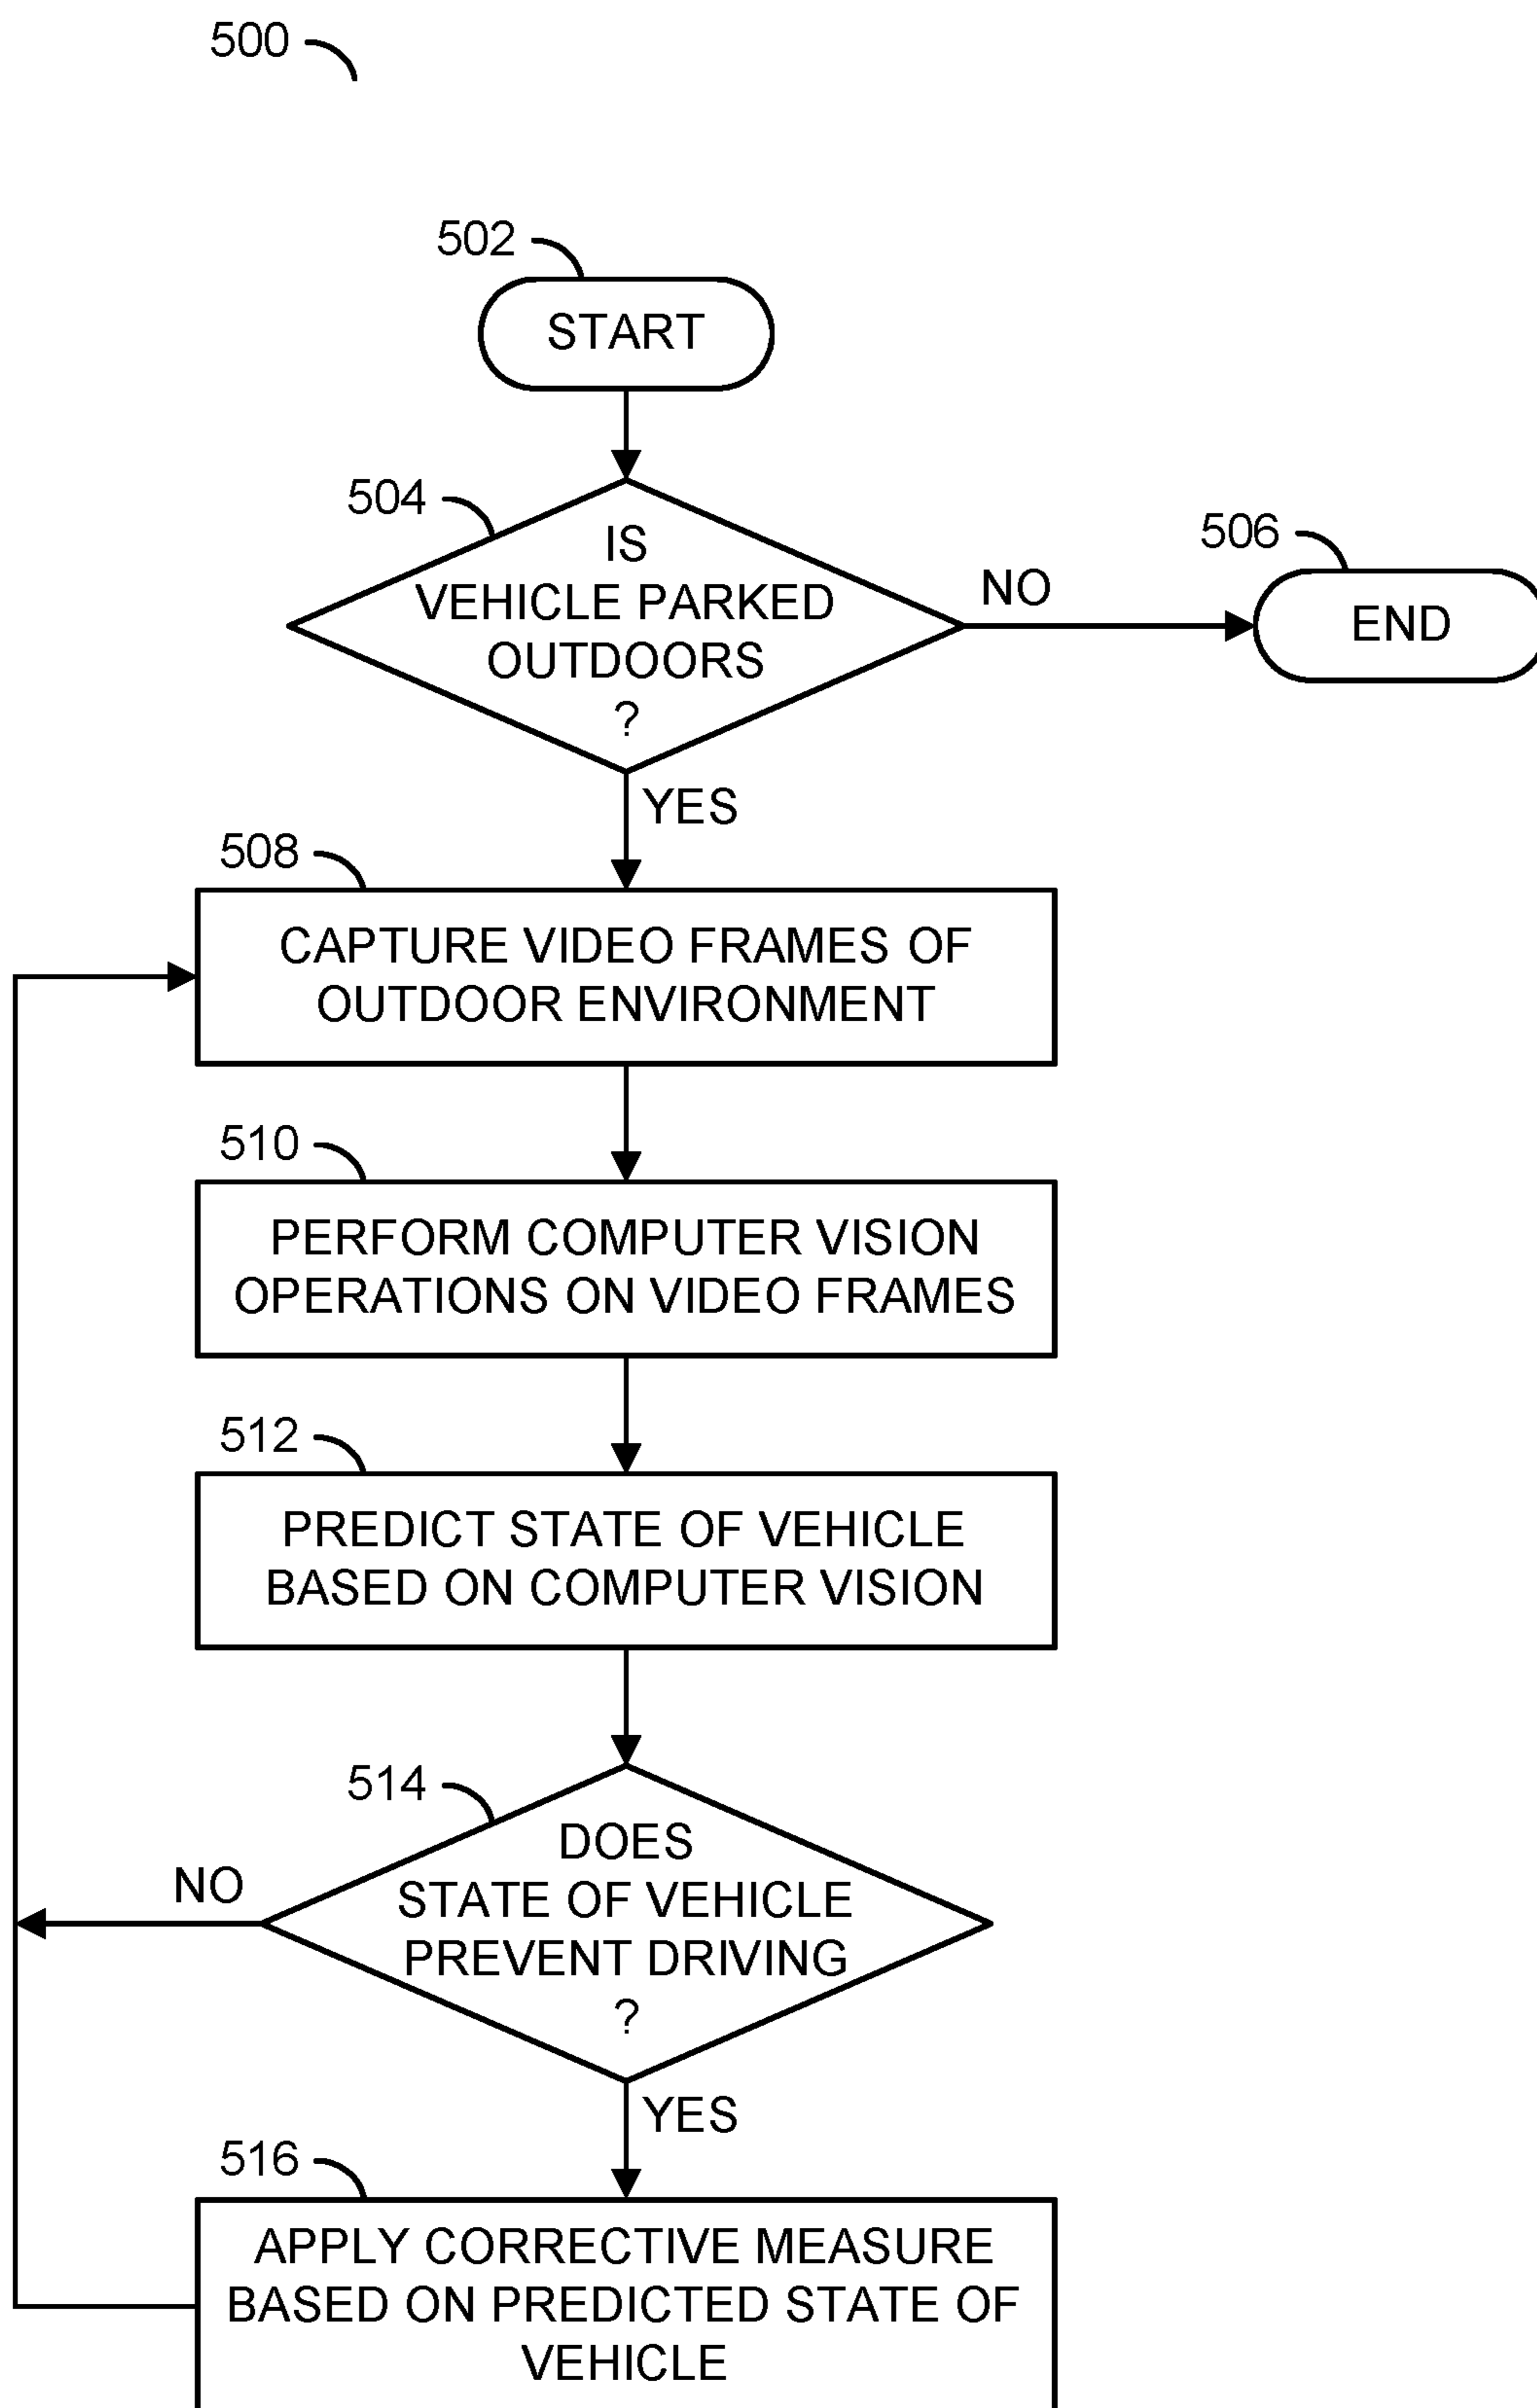 500
502
START
504
IS
VEHICLE PARKED
OUTDOORS
?
NO
506
END
YES
508
CAPTURE VIDEO FRAMES OF
OUTDOOR ENVIRONMENT
510
PERFORM COMPUTER VISION
OPERATIONS ON VIDEO FRAMES
512
PREDICT STATE OF VEHICLE
BASED ON COMPUTER VISION
514
DOES
STATE OF VEHICLE
PREVENT DRIVING
?
NO
YES
516
APPLY CORRECTIVE MEASURE
BASED ON PREDICTED STATE OF
VEHICLE